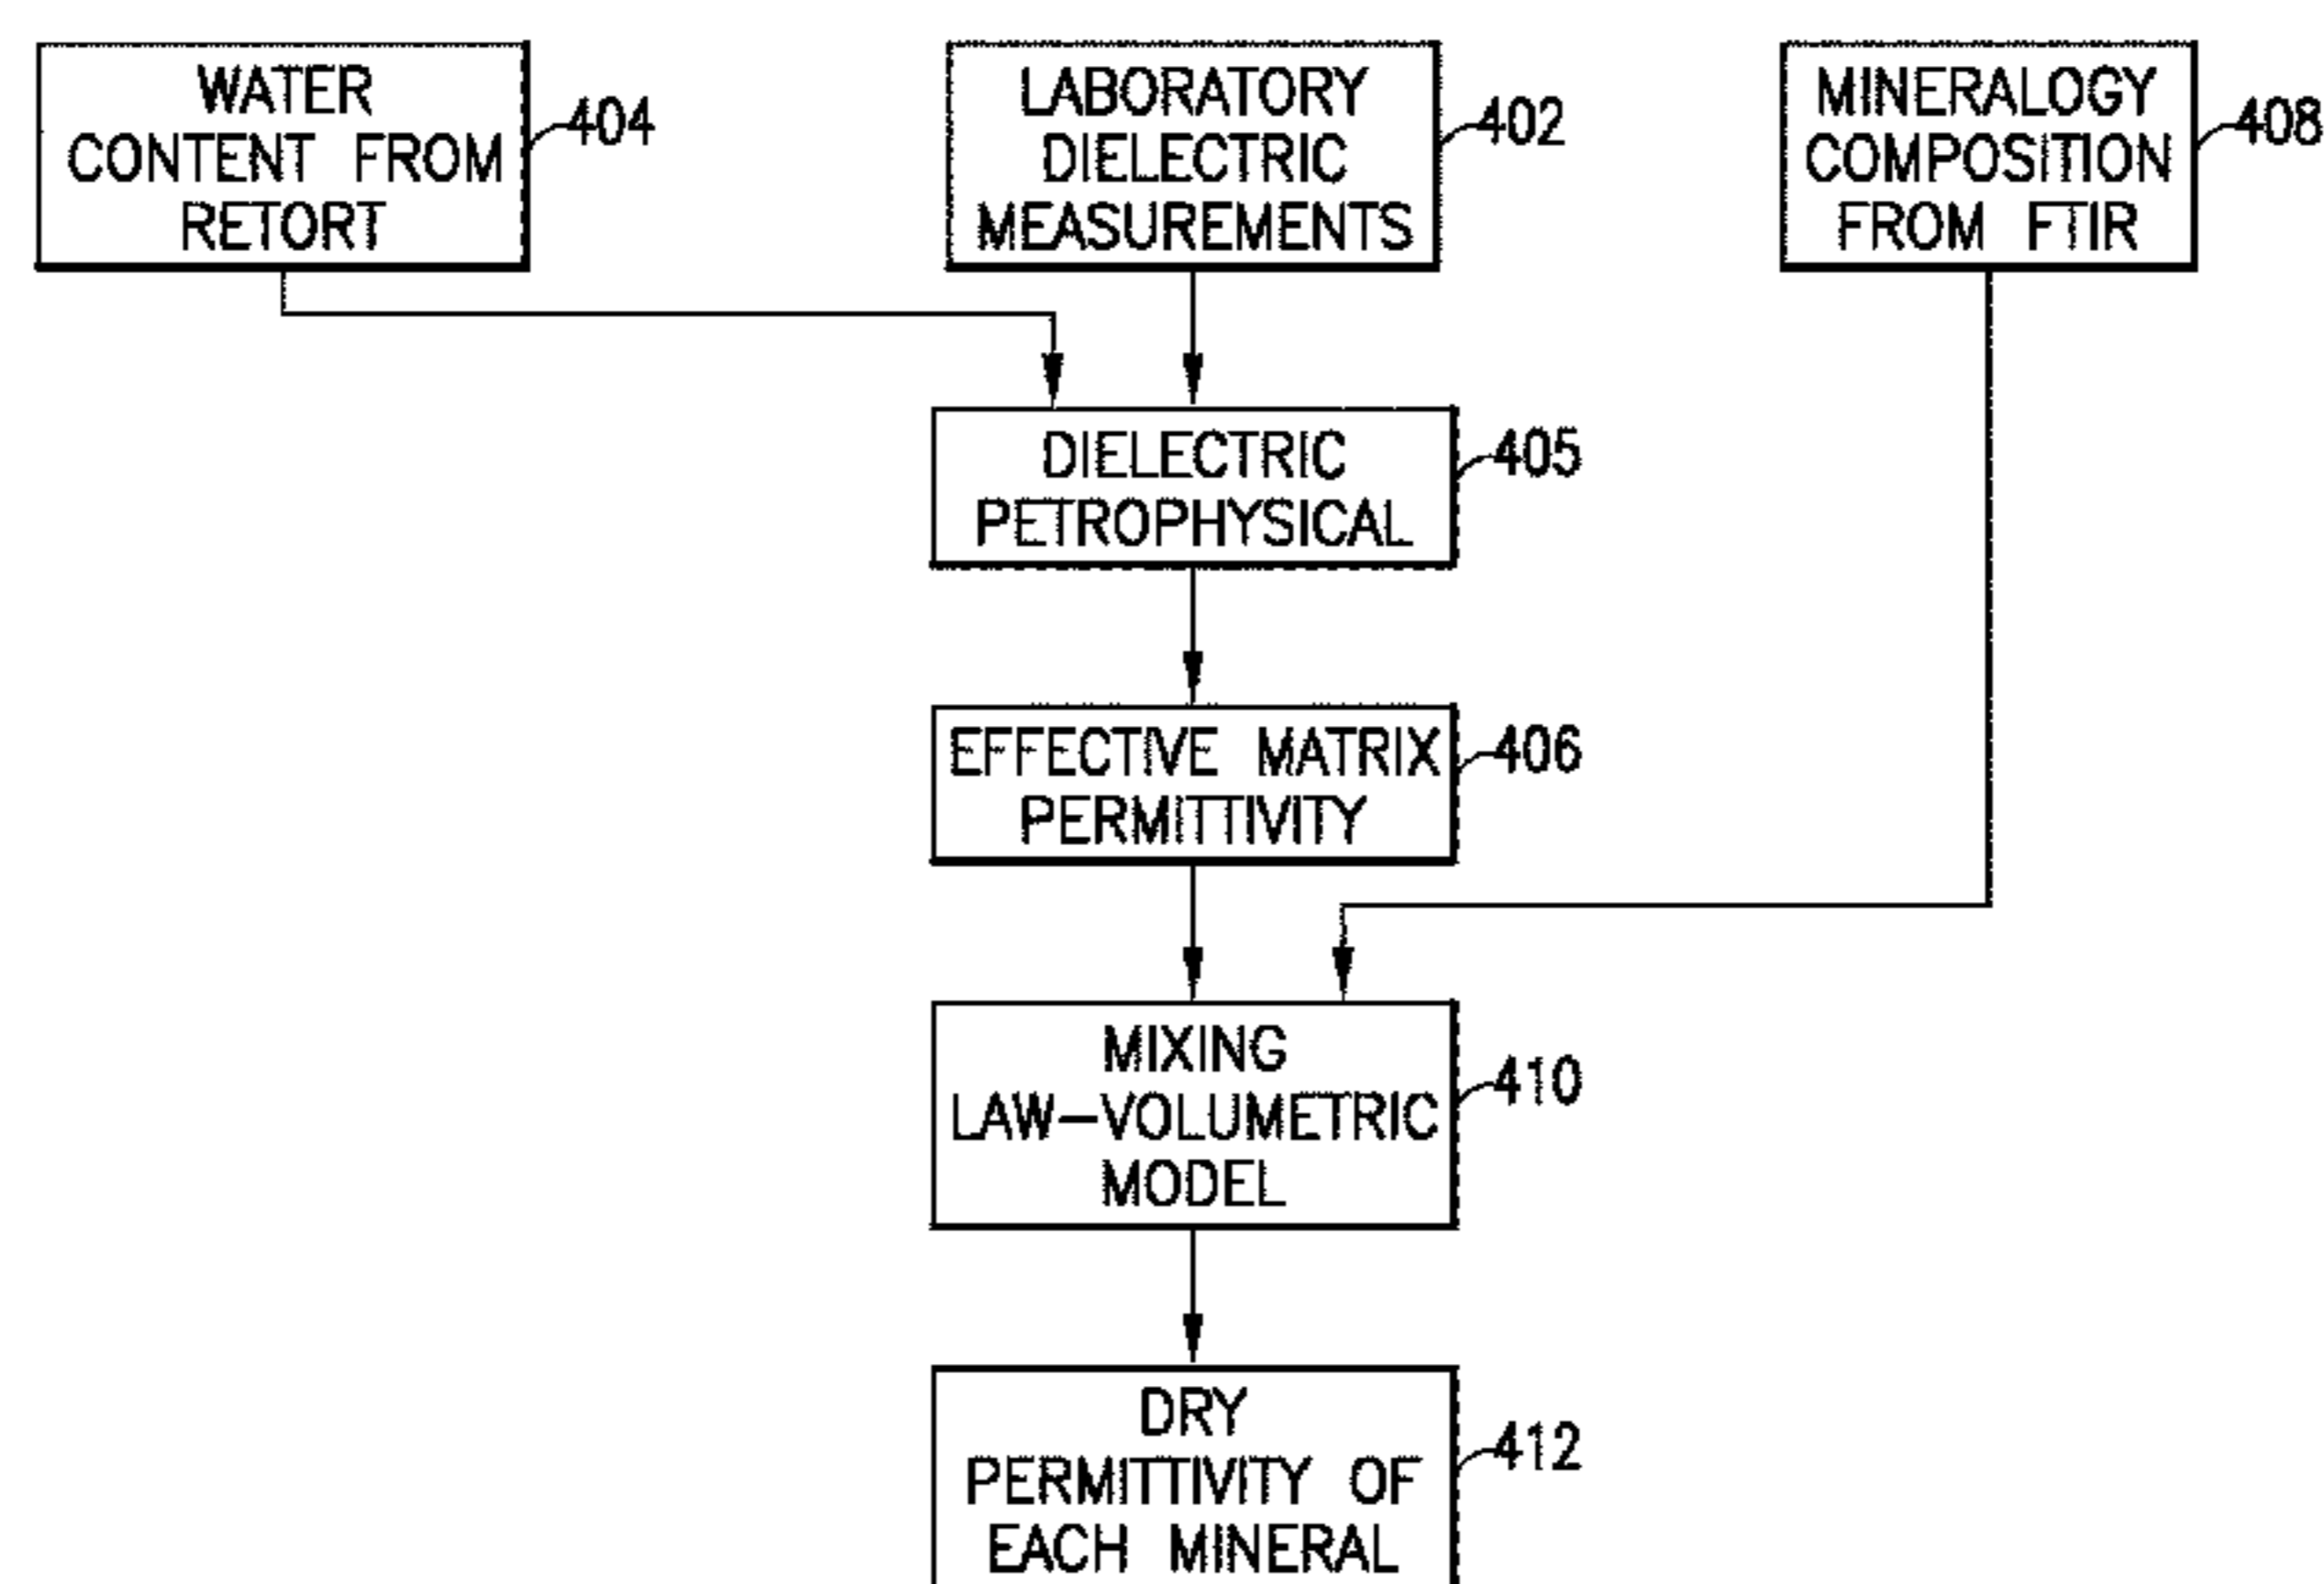 WATER
CONTENT FROM
RETORT
404
LABORATORY
DIELECTRIC
MEASUREMENTS
402
MINERALOGY
COMPOSITION
FROM FTIR
408
DIELECTRIC
PETROPHYSICAL
405
EFFECTIVE MATRIX
PERMITTIVITY
406
MIXING
LAW-VOLUMETRIC
MODEL
410
DRY
PERMITTIVITY OF
EACH MINERAL
412